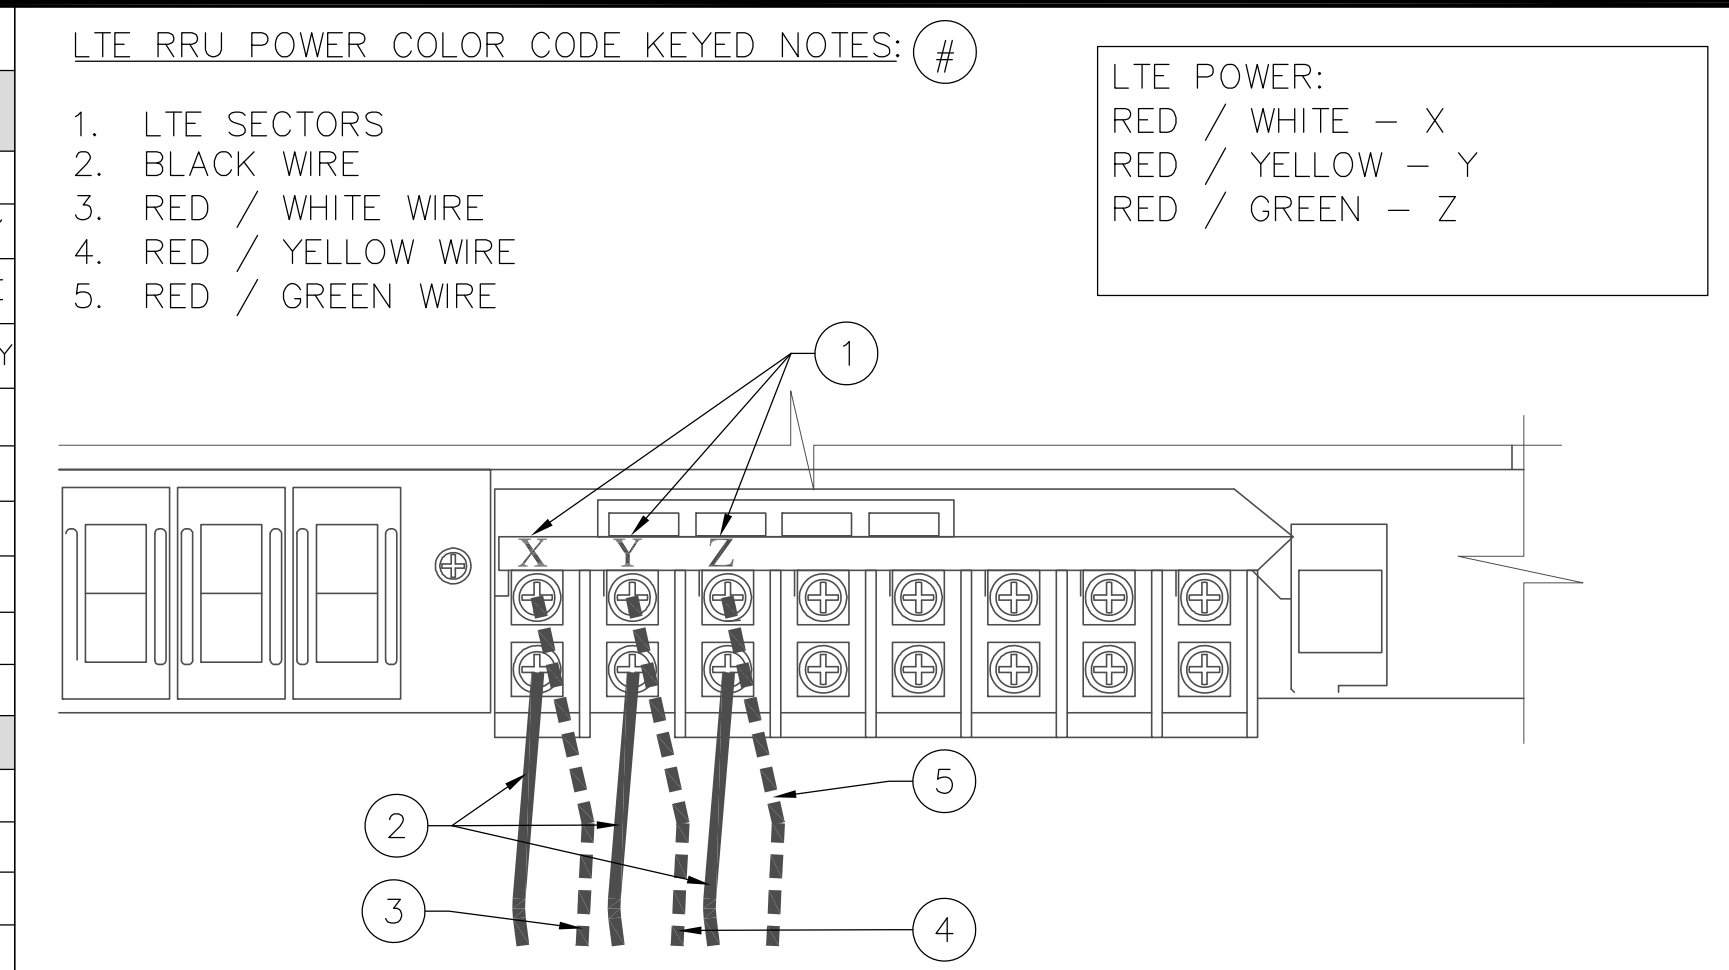 LTE RRU POWER COLOR CODE KEYED NOTES: #
1. LTE SECTORS
2. BLACK WIRE
3. RED / WHITE WIRE
4. RED / YELLOW WIRE
5. RED / GREEN WIRE
LTE POWER:
RED / WHITE – X
RED / YELLOW – Y
RED / GREEN – Z
1
X Y Z
5
2
3
4
Y